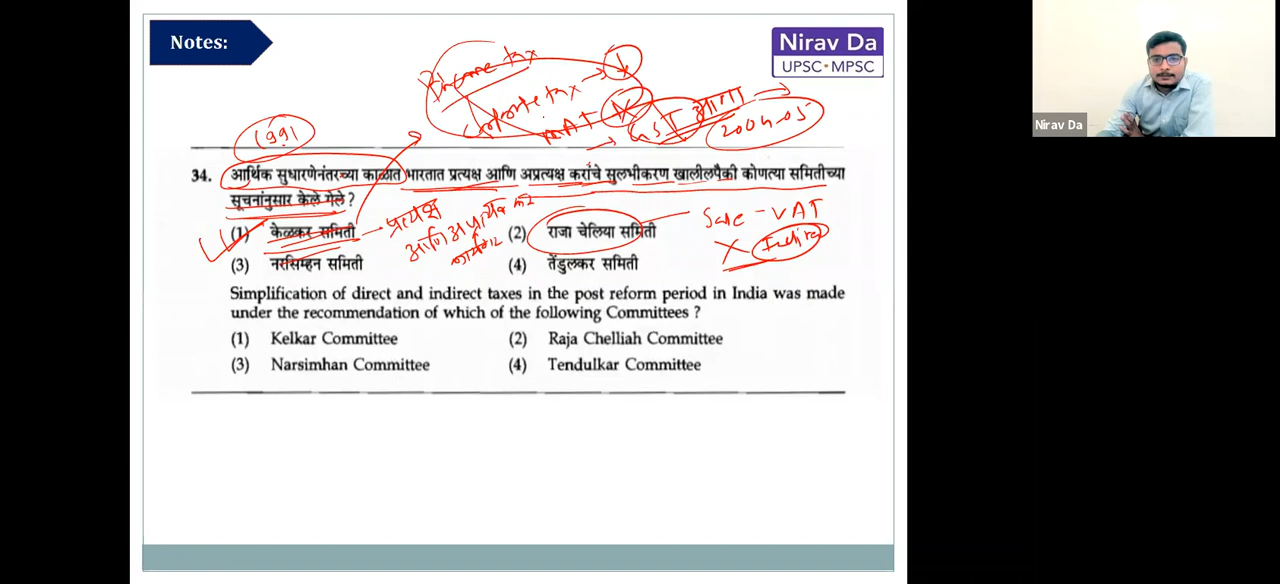 Notes:
Nirav Da
UPSC • MPSC
Income tax
Corporate tax
MAT
GST
2004-05
1991
34. आर्थिक सुधारणेनंतरच्या काळात भारतात प्रत्यक्ष आणि अप्रत्यक्ष करांचे सुलभीकरण खालीलपैकी कोणत्या समितीच्या
सूचनांनुसार केले गेले ?
(1) केळकर समिती
प्रत्यक्ष
आणि
(2) राजा चेलिया समिती
Sale - VAT
(3) नरसिम्हन समिती
(4) तेंडुलकर समिती
Simplification of direct and indirect taxes in the post reform period in India was made
under the recommendation of which of the following Committees ?
(1) Kelkar Committee (2) Raja Chelliah Committee
(3) Narsimhan Committee (4) Tendulkar Committee
Nirav Da